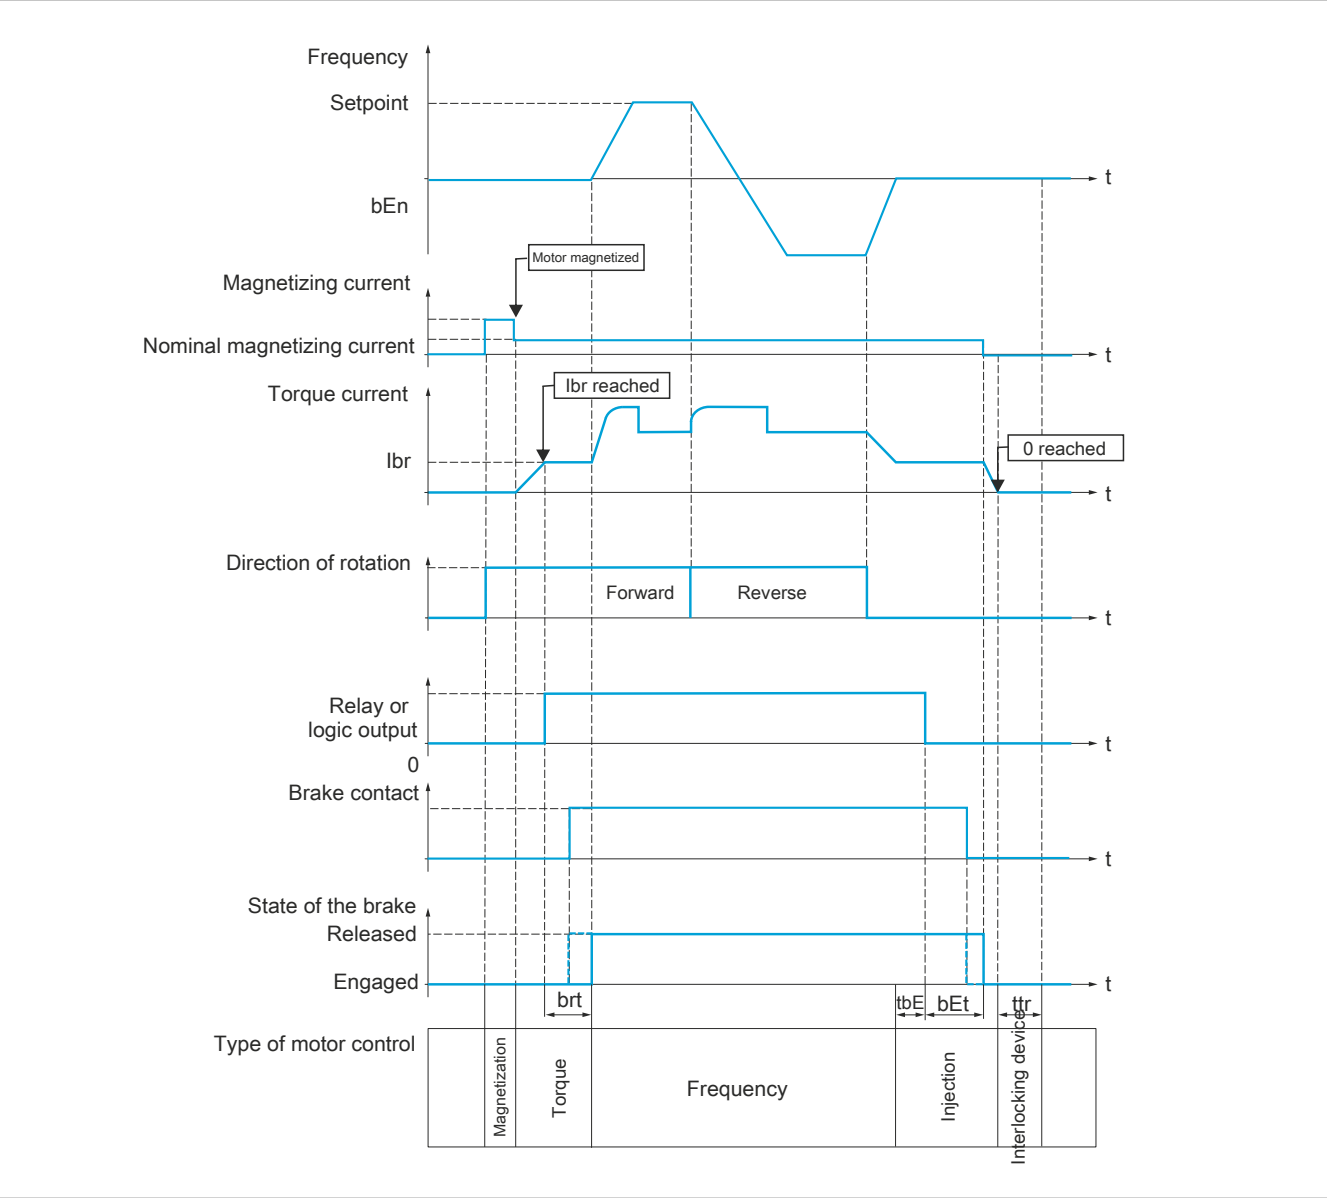 Frequency
Setpoint
t
bEn
Motor magnetized
Magnetizing current
Nominal magnetizing current
t
Ibr reached
Torque current
0 reached
Ibr
t
Direction of rotation
Forward
Reverse
t
Relay or
logic output
t
0
Brake contact
t
State of the brake
Released
Engaged
t
brt
tbE
bEt
ttr
Type of motor control
Magnetization
Torque
Frequency
Injection
Interlocking device